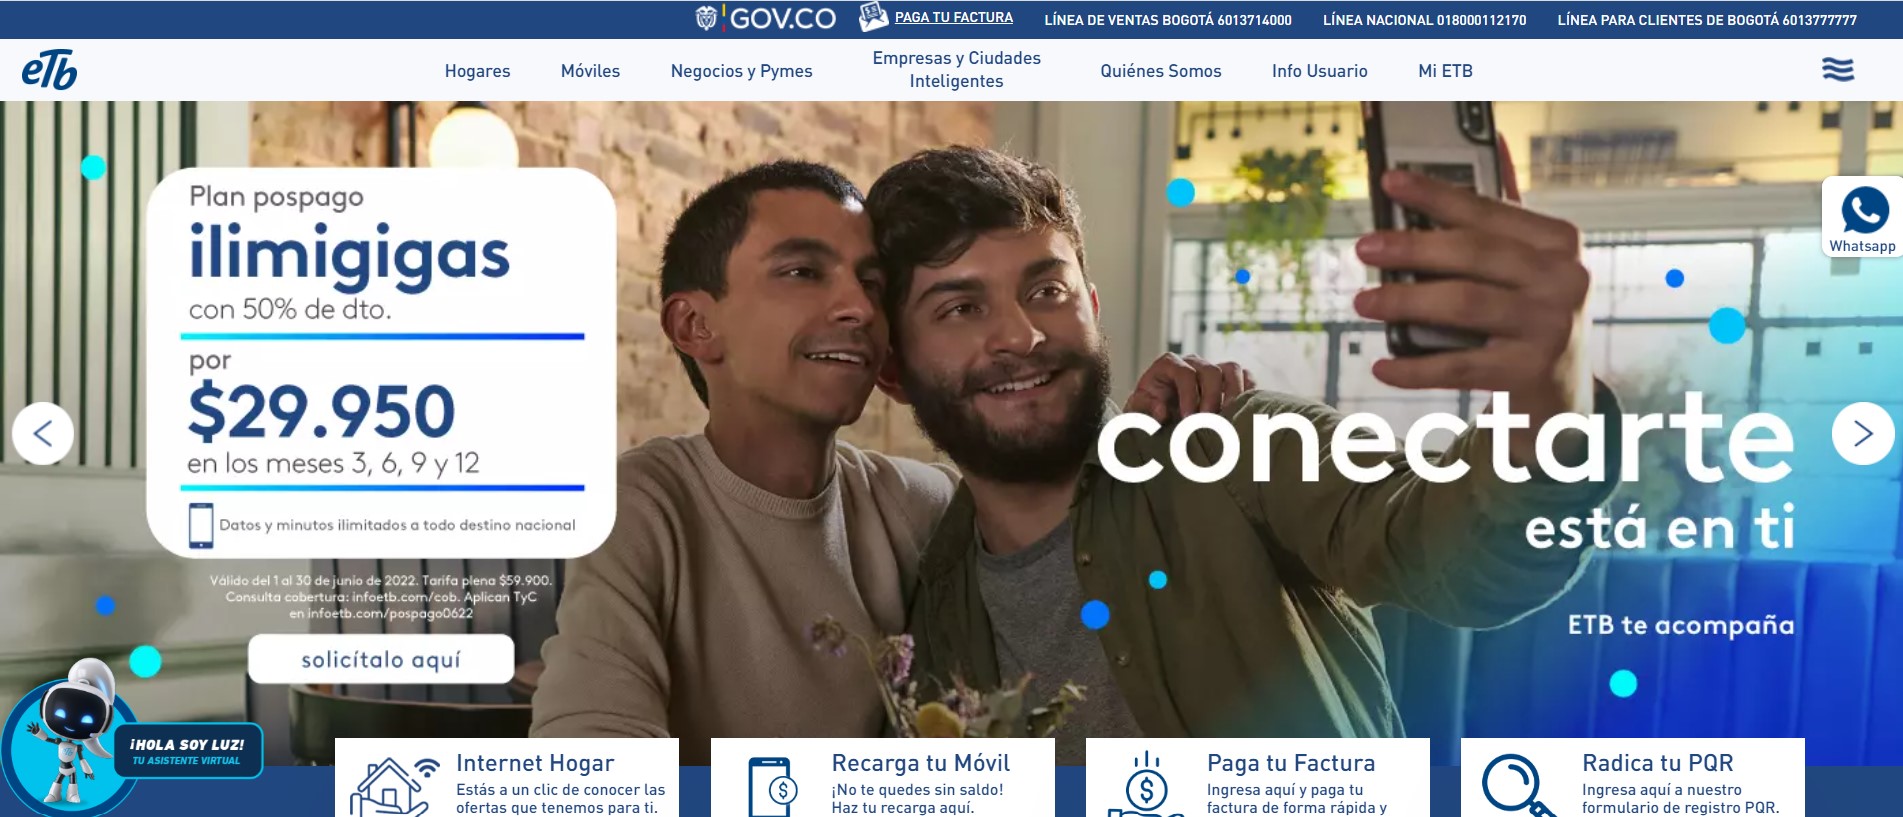 GOV.CO
PAGA TU FACTURA
LÍNEA DE VENTAS BOGOTÁ 6013714000
LÍNEA NACIONAL 018000112170
LÍNEA PARA CLIENTES DE BOGOTÁ 6013777777
eTb
Hogares
Móviles
Negocios y Pymes
Empresas y Ciudades
Inteligentes
Quiénes Somos
Info Usuario
Mi ETB
Plan pospago
ilimigigas
con 50% de dto.
por
$29.950
en los meses 3, 6, 9 y 12
Datos y minutos ilimitados a todo destino nacional
Válido del 1 al 30 de junio de 2022. Tarifa plena $59.900.
Consulta cobertura: infoetb.com/cob. Aplican TyC
en infoetb.com/pospago0622
solicítalo aquí
Whatsapp
conectarte
está en ti
ETB te acompaña
¡HOLA SOY LUZ!
TU ASISTENTE VIRTUAL
Internet Hogar
Estás a un clic de conocer las
ofertas que tenemos para ti.
Recarga tu Móvil
¡No te quedes sin saldo!
Haz tu recarga aquí.
Paga tu Factura
Ingresa aquí y paga tu
factura de forma rápida y
Radica tu PQR
Ingresa aquí a nuestro
formulario de registro PQR.